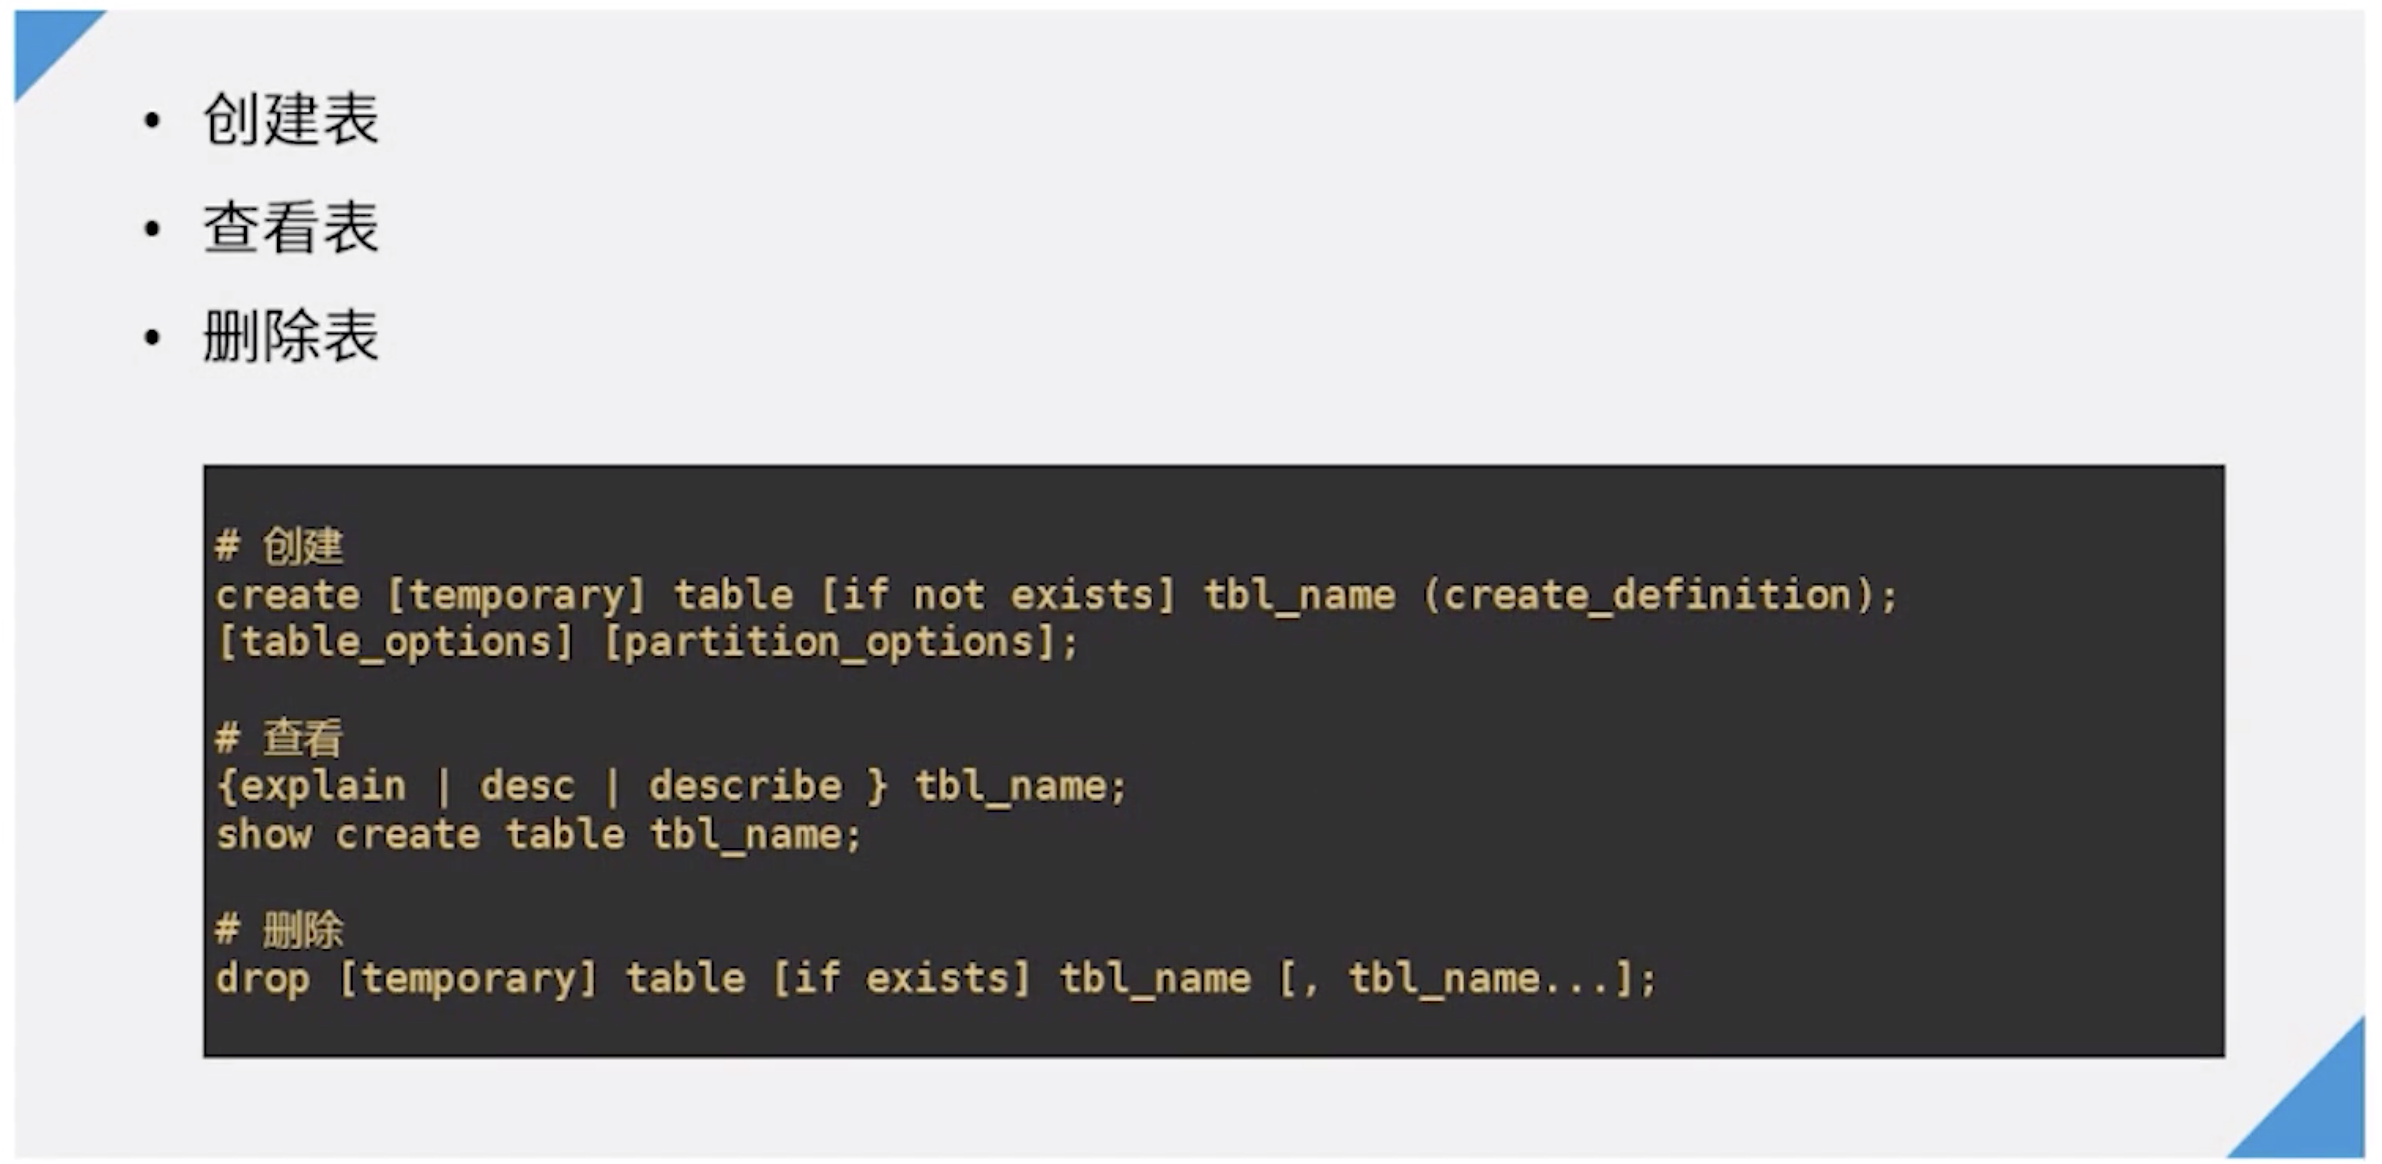 • 创建表
• 查看表
• 删除表
# 创建
create [temporary] table [if not exists] tbl_name (create_definition);
[table_options] [partition_options];
# 查看
{explain | desc | describe } tbl_name;
show create table tbl_name;
# 删除
drop [temporary] table [if exists] tbl_name [, tbl_name...];